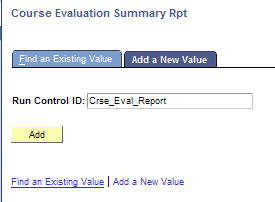 Course Evaluation Summary Rpt
Find an Existing Value Add a New Value
Run Control ID: Crse_Eval_Report
Add
Find an Existing Value | Add a New Value